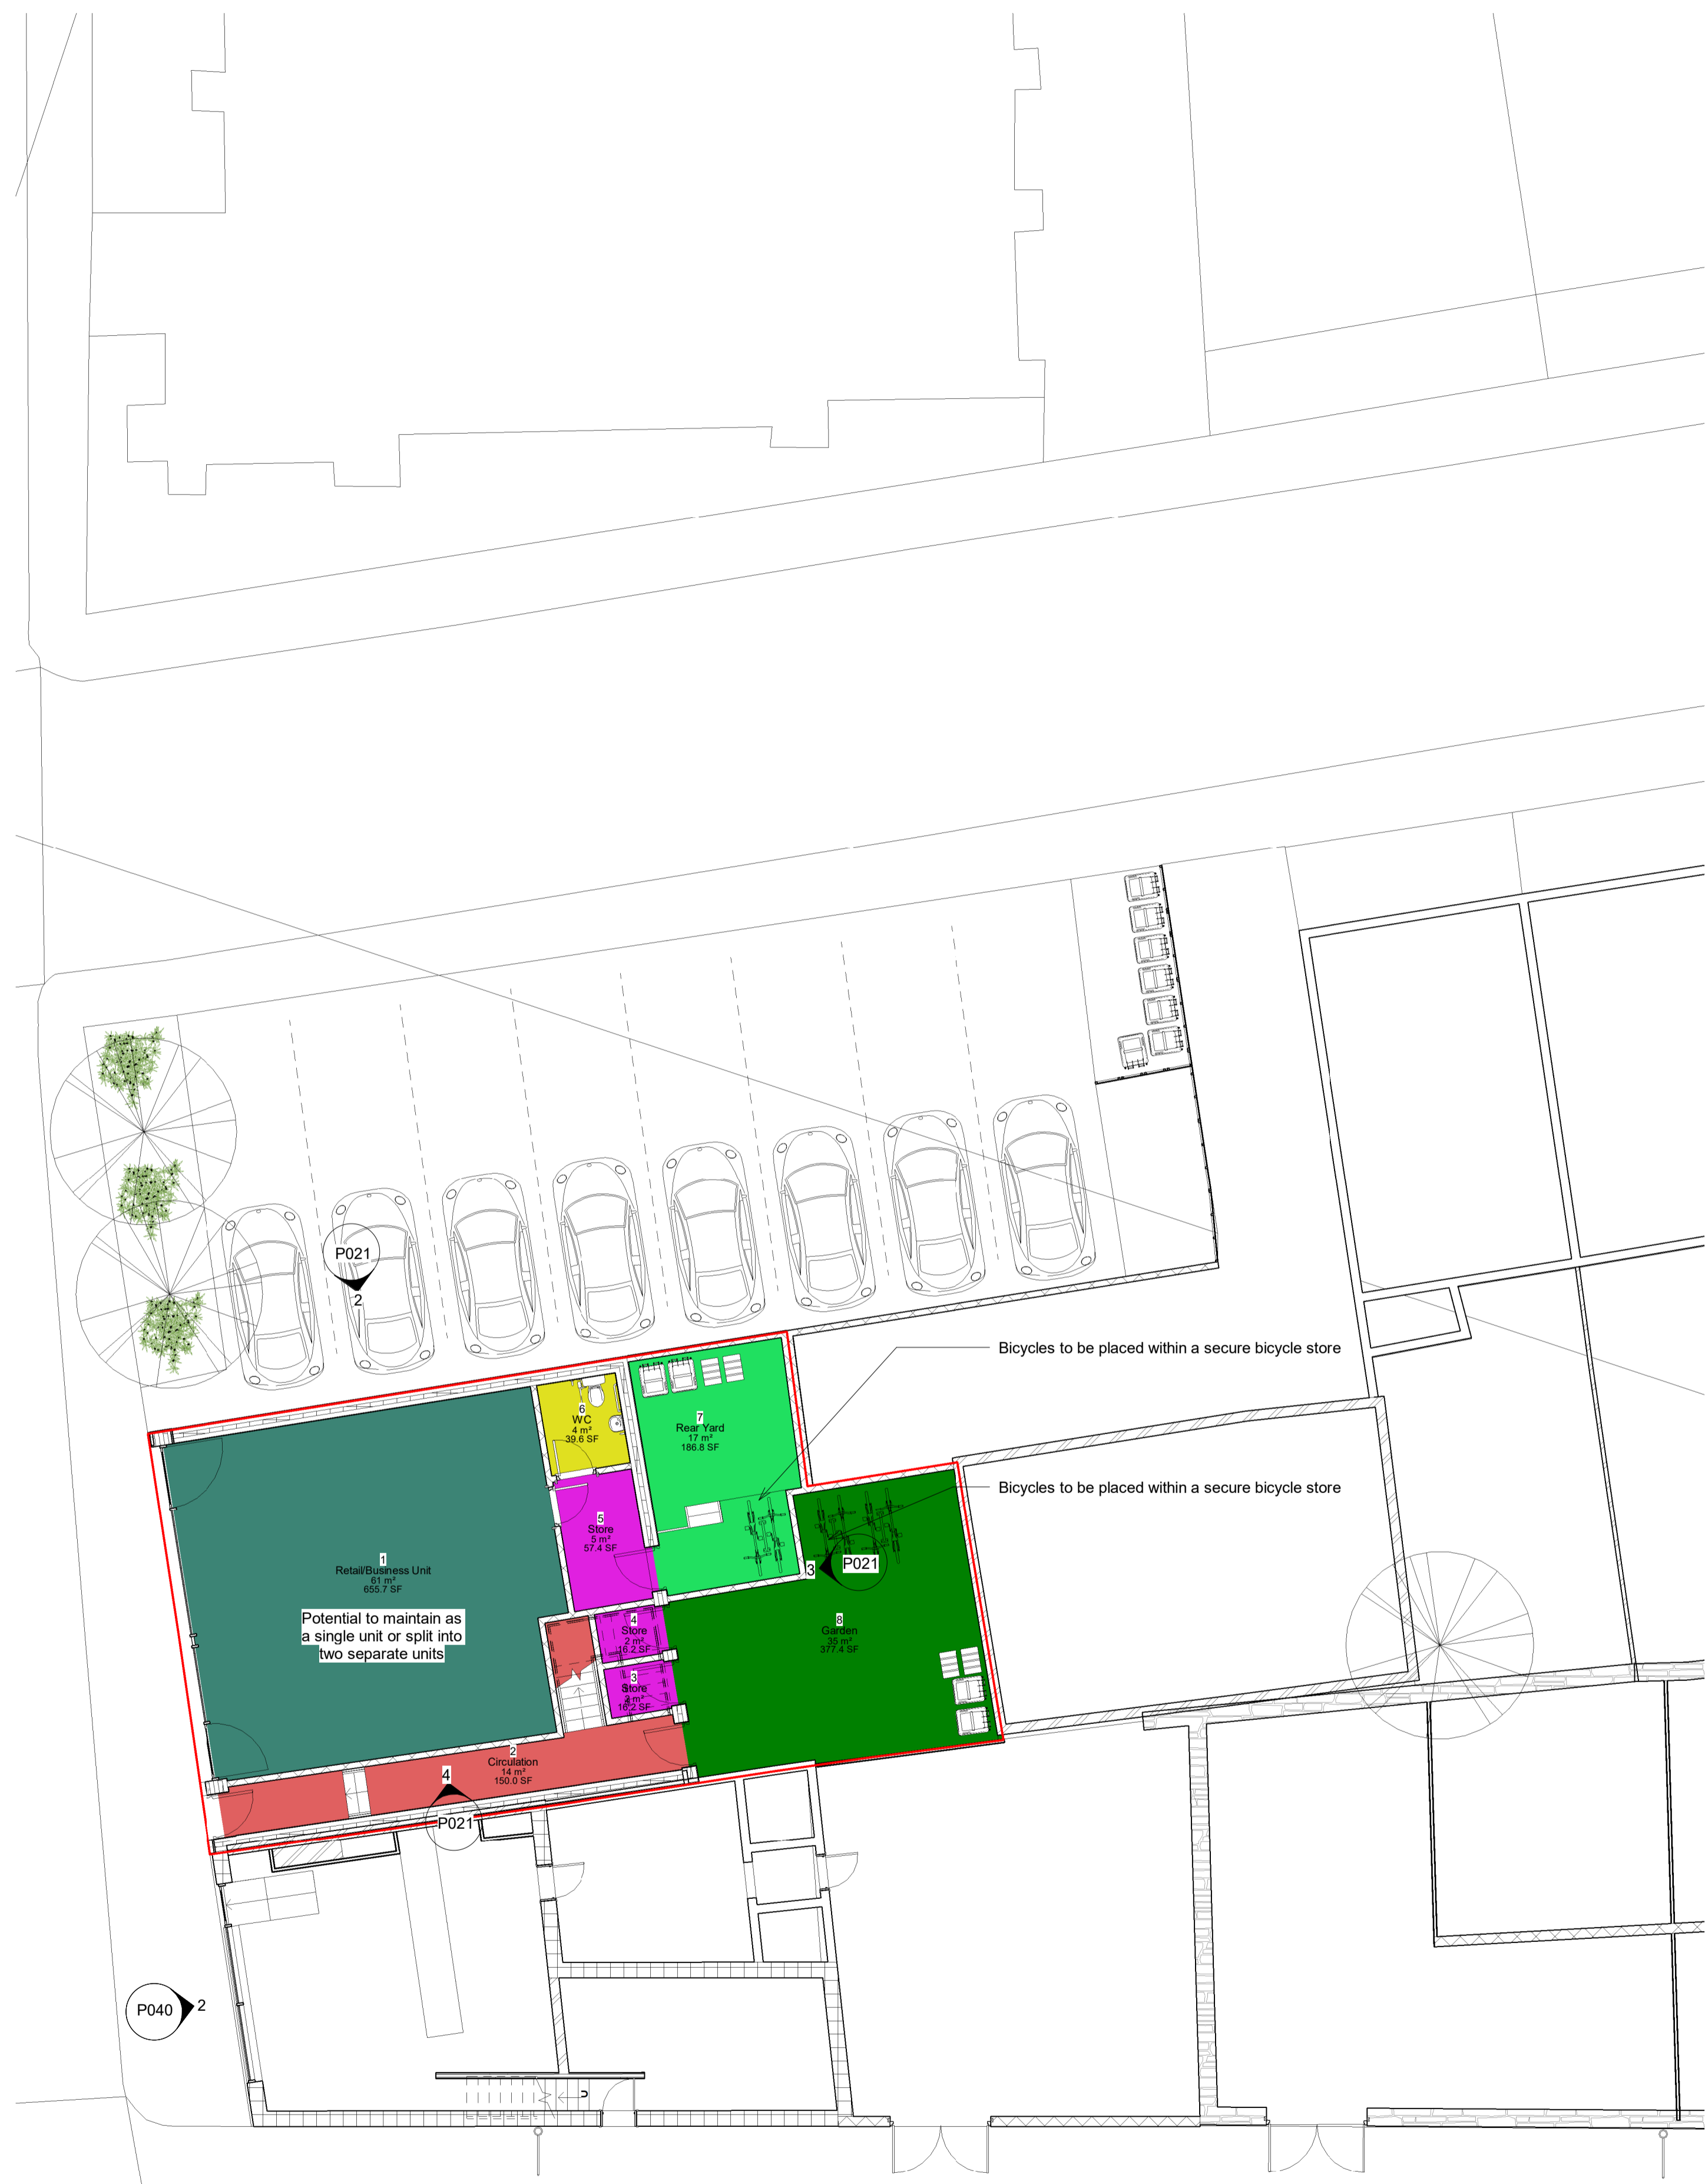 P021
2
Bicycles to be placed within a secure bicycle store
6
WC
4 m²
39.6 SF
7
Rear Yard
17 m²
186.8 SF
Bicycles to be placed within a secure bicycle store
5
Store
5 m²
57.4 SF
1
Retail/Business Unit
61 m²
655.7 SF
Potential to maintain as
a single unit or split into
two separate units
3
P021
4
Store
2 m²
16.2 SF
8
Garden
35 m²
377.4 SF
3
Store
2 m²
16.2 SF
2
Circulation
14 m²
150.0 SF
4
P021
P040
2
U